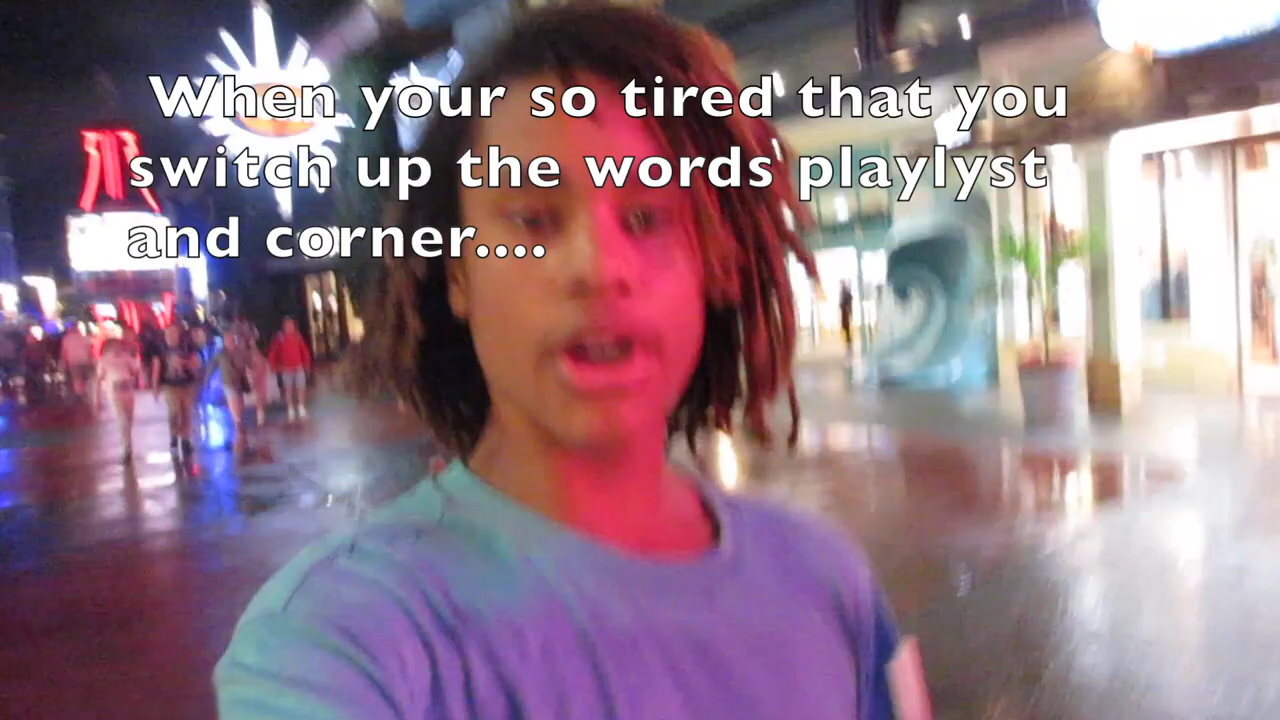 When your so tired that you
switch up the words playlyst
and corner....